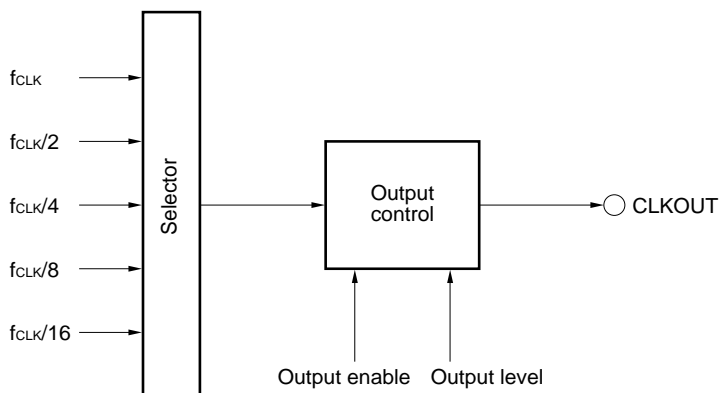 fCLK
fCLK/2
fCLK/4
fCLK/8
fCLK/16
Selector
Output
control
CLKOUT
Output enable
Output level